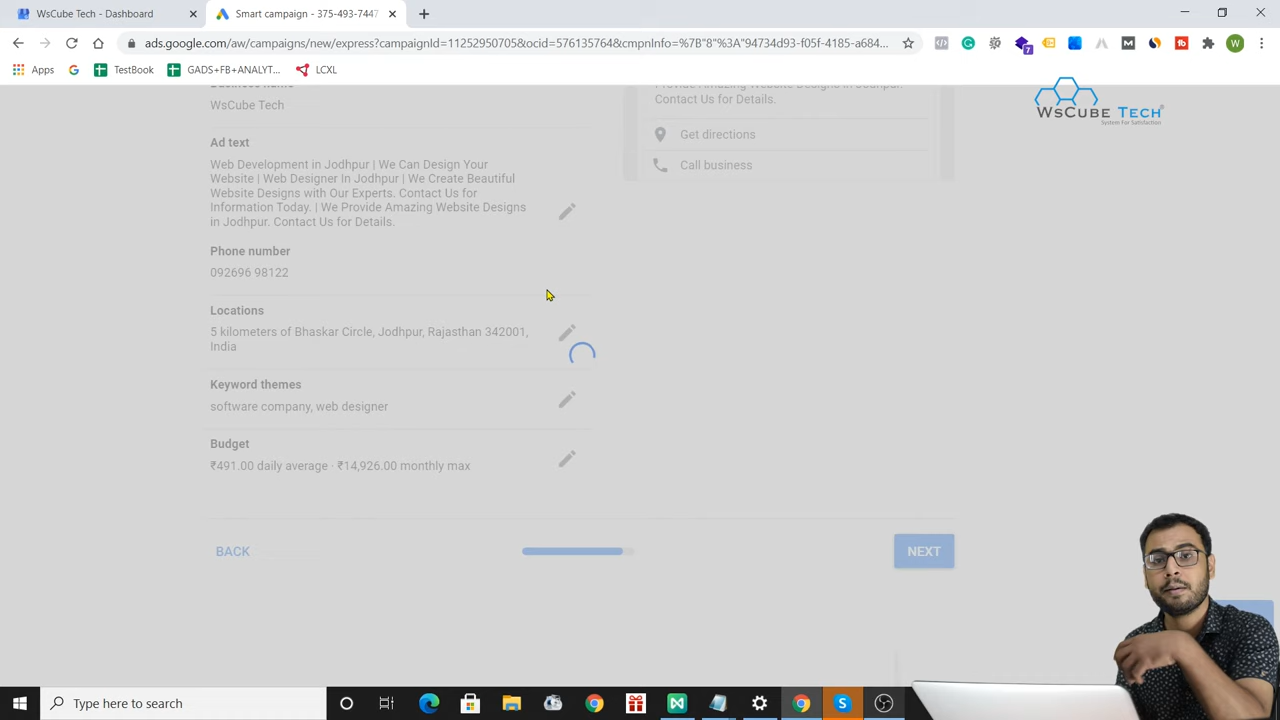 WsCube Tech - Dashboard
Smart campaign - 375-493-7447
ads.google.com/aw/campaigns/new/express?campaignId=11252950705&ocid=576135764&cmpnInfo=%7B"8"%3A"94734d93-f05f-4185-a684...
7
W
Apps
G
TestBook
GADS+FB+ANALYT...
LCXL
WsCUBE TECH
System For Satisfaction
Business name
WsCube Tech
Provide Amazing Website Designs in Jodhpur.
Contact Us for Details.
Get directions
Call business
Ad text
Web Development in Jodhpur | We Can Design Your
Website | Web Designer In Jodhpur | We Create Beautiful
Website Designs with Our Experts. Contact Us for
Information Today. | We Provide Amazing Website Designs
in Jodhpur. Contact Us for Details.
Phone number
092696 98122
Locations
5 kilometers of Bhaskar Circle, Jodhpur, Rajasthan 342001,
India
Keyword themes
software company, web designer
Budget
₹491.00 daily average · ₹14,926.00 monthly max
BACK
NEXT
Type here to search